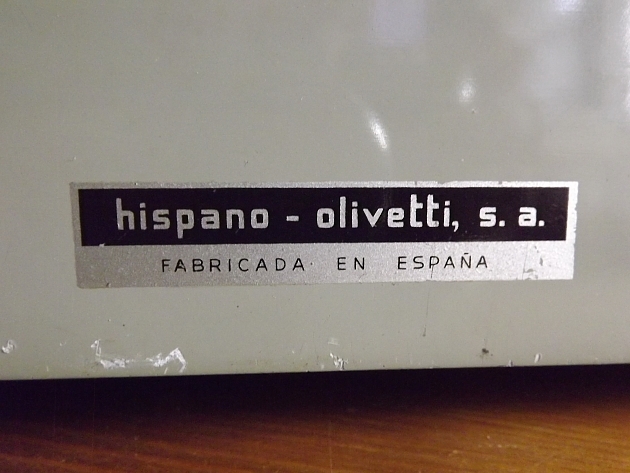 hispano - olivetti, s. a.
FABRICADA EN ESPAÑA